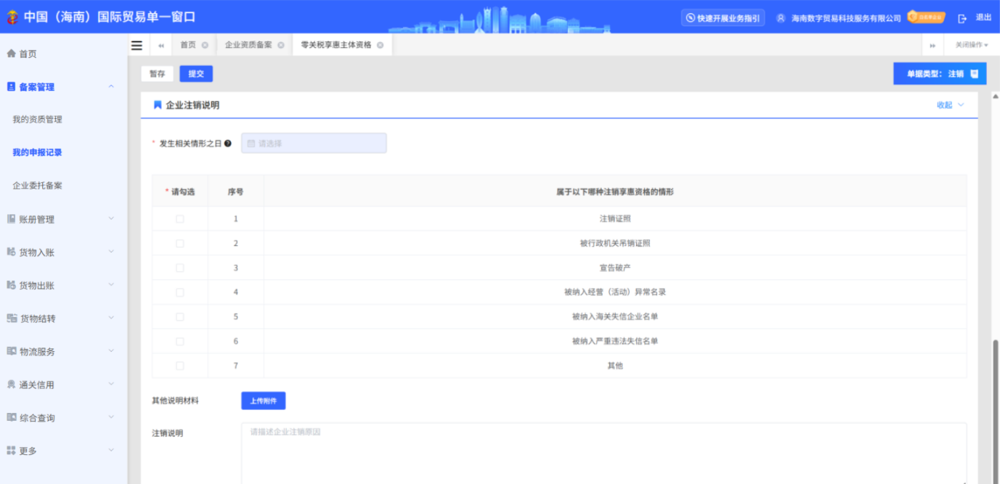 中国（海南）国际贸易单一窗口
快速开展业务指引
海南数字贸易科技服务有限公司
退出
首页
企业资质备案
零关税享惠主体资格
关闭操作
首页
备案管理
我的资质管理
我的申报记录
企业委托备案
账册管理
货物入账
货物出账
货物结转
物流服务
通关信用
综合查询
更多
暂存
提交
单据类型： 注销
企业注销说明
收起
* 发生相关情形之日
请选择
* 请勾选 序号 属于以下哪种注销享惠资格的情形
1 注销证照
2 被行政机关吊销证照
3 宣告破产
4 被纳入经营（活动）异常名录
5 被纳入海关失信企业名单
6 被纳入严重违法失信名单
7 其他
其他说明材料
上传附件
注销说明
请描述企业注销原因